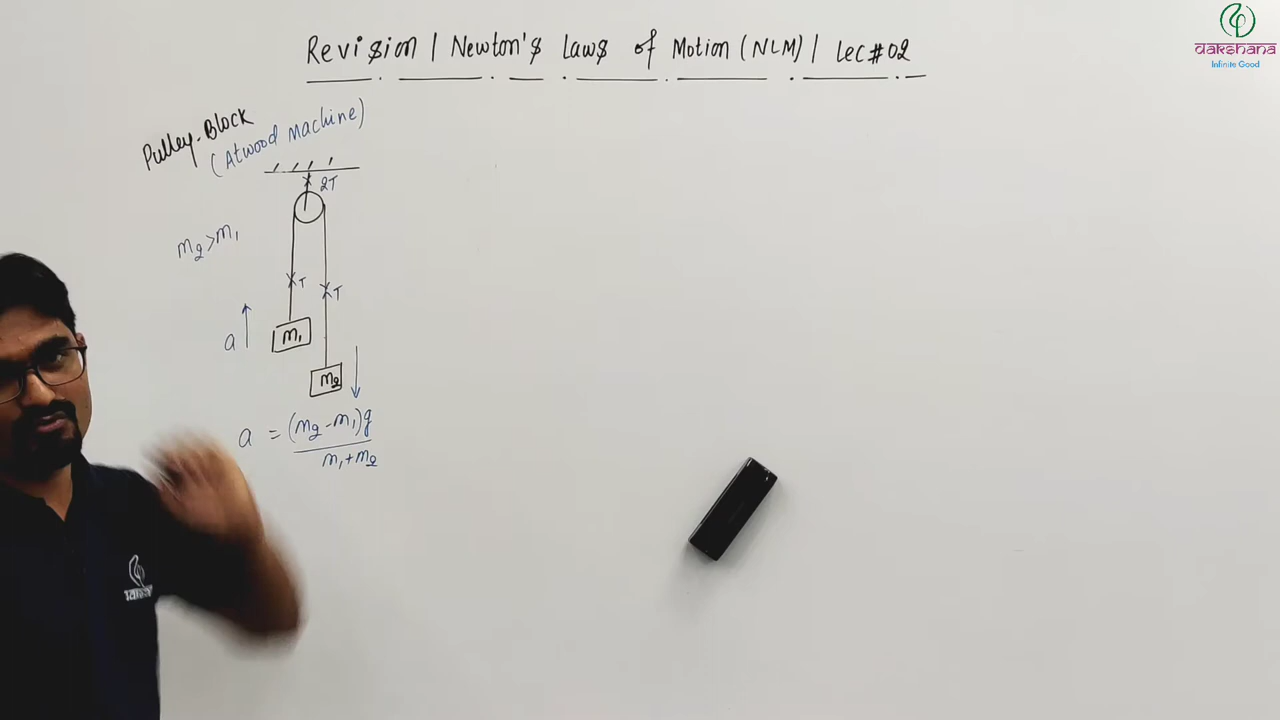 Revision | Newton's Laws of Motion (NLM) | Lec#02
dakshana
Infinite Good
Pulley-Block
(Atwood Machine)
2T
m₂>m₁
T
T
a
m₁
m₂
a = (m₂-m₁)g
m₁+m₂